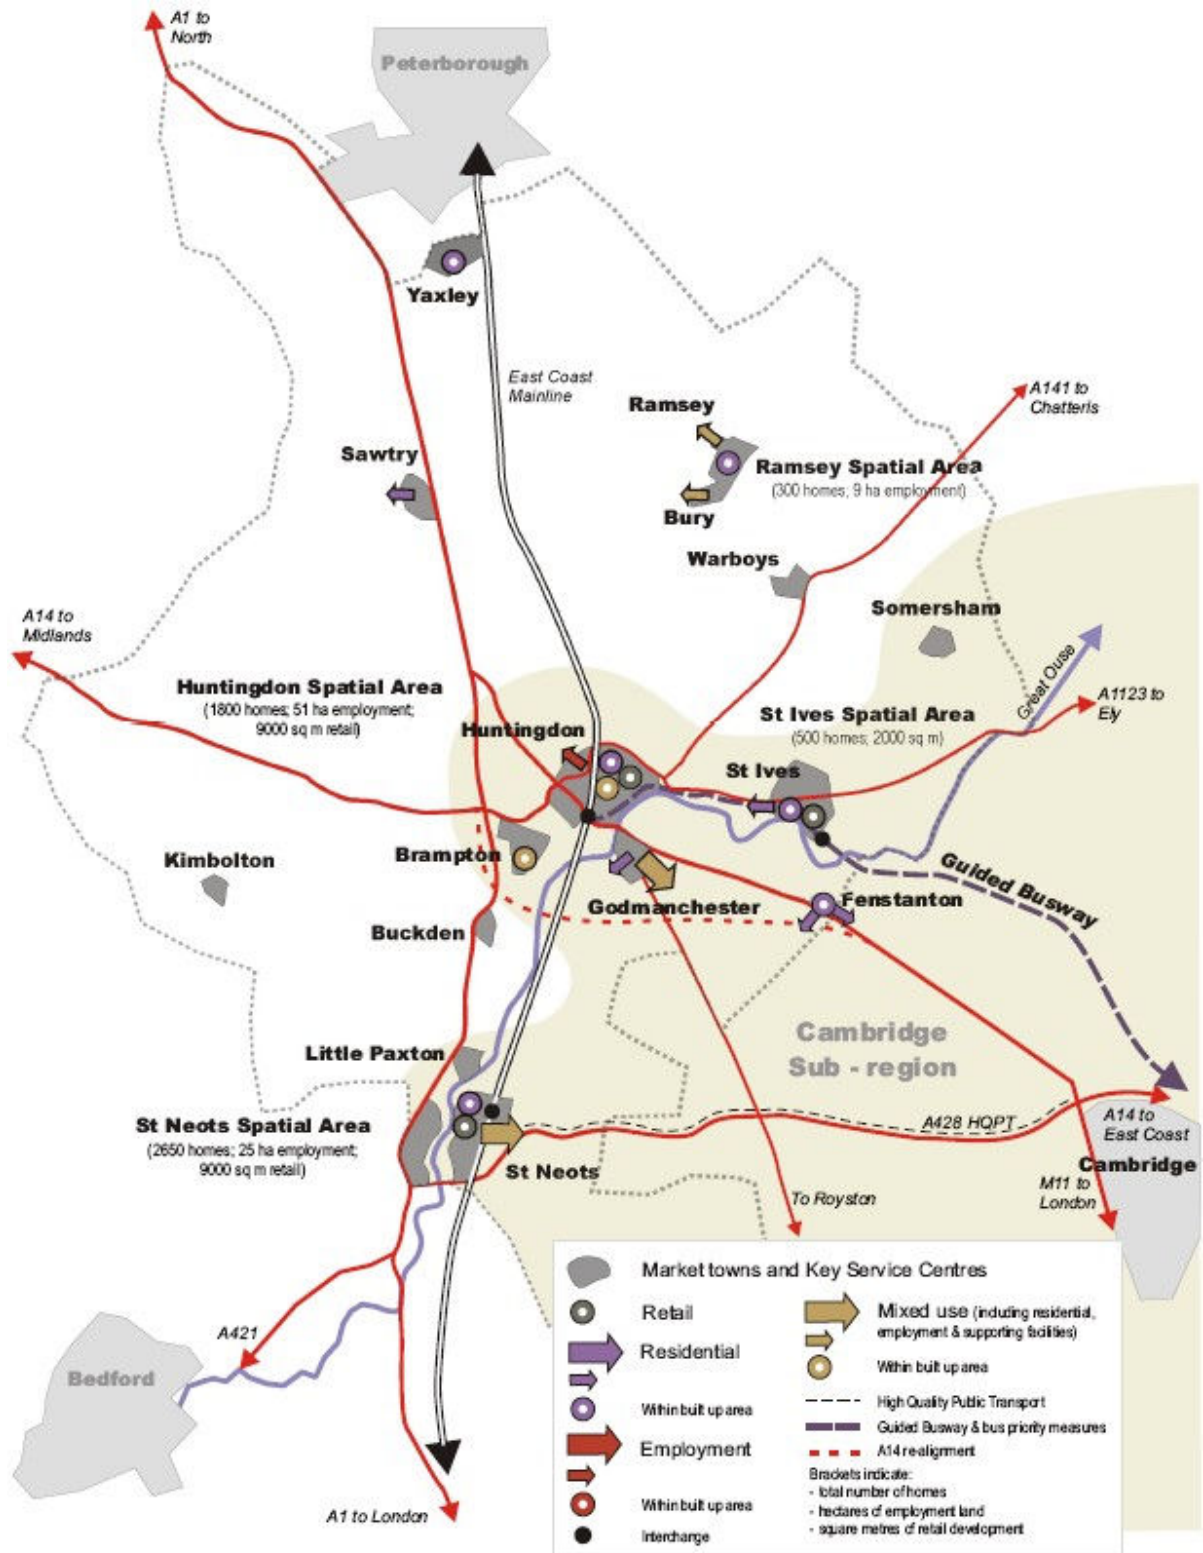 A1 to
North
Peterborough
Yaxley
East Coast
Mainline
A141 to
Chatteris
Ramsey
Sawtry
Ramsey Spatial Area
(300 homes; 9 ha employment)
Bury
Warboys
Somersham
A14 to
Midlands
Great Ouse
Huntingdon Spatial Area
(1800 homes; 51 ha employment;
9000 sq m retail)
A1123 to
Ely
St Ives Spatial Area
(500 homes; 2000 sq m)
Huntingdon
St Ives
Brampton
Kimbolton
Guided Busway
Godmanchester
Fenstanton
Buckden
Cambridge
Sub - region
Little Paxton
St Neots Spatial Area
(2650 homes; 25 ha employment;
9000 sq m retail)
A428 HQPT
A14 to
East Coast
Cambridge
St Neots
M11 to
London
To Royston
A421
Bedford
A1 to London
Market towns and Key Service Centres
Retail
Residential
Within built up area
Employment
Within built up area
Interchange
Mixed use (including residential,
employment & supporting facilities)
Within built up area
High Quality Public Transport
Guided Busway & bus priority measures
A14 re-alignment
Brackets indicate:
- total number of homes
- hectares of employment land
- square metres of retail development